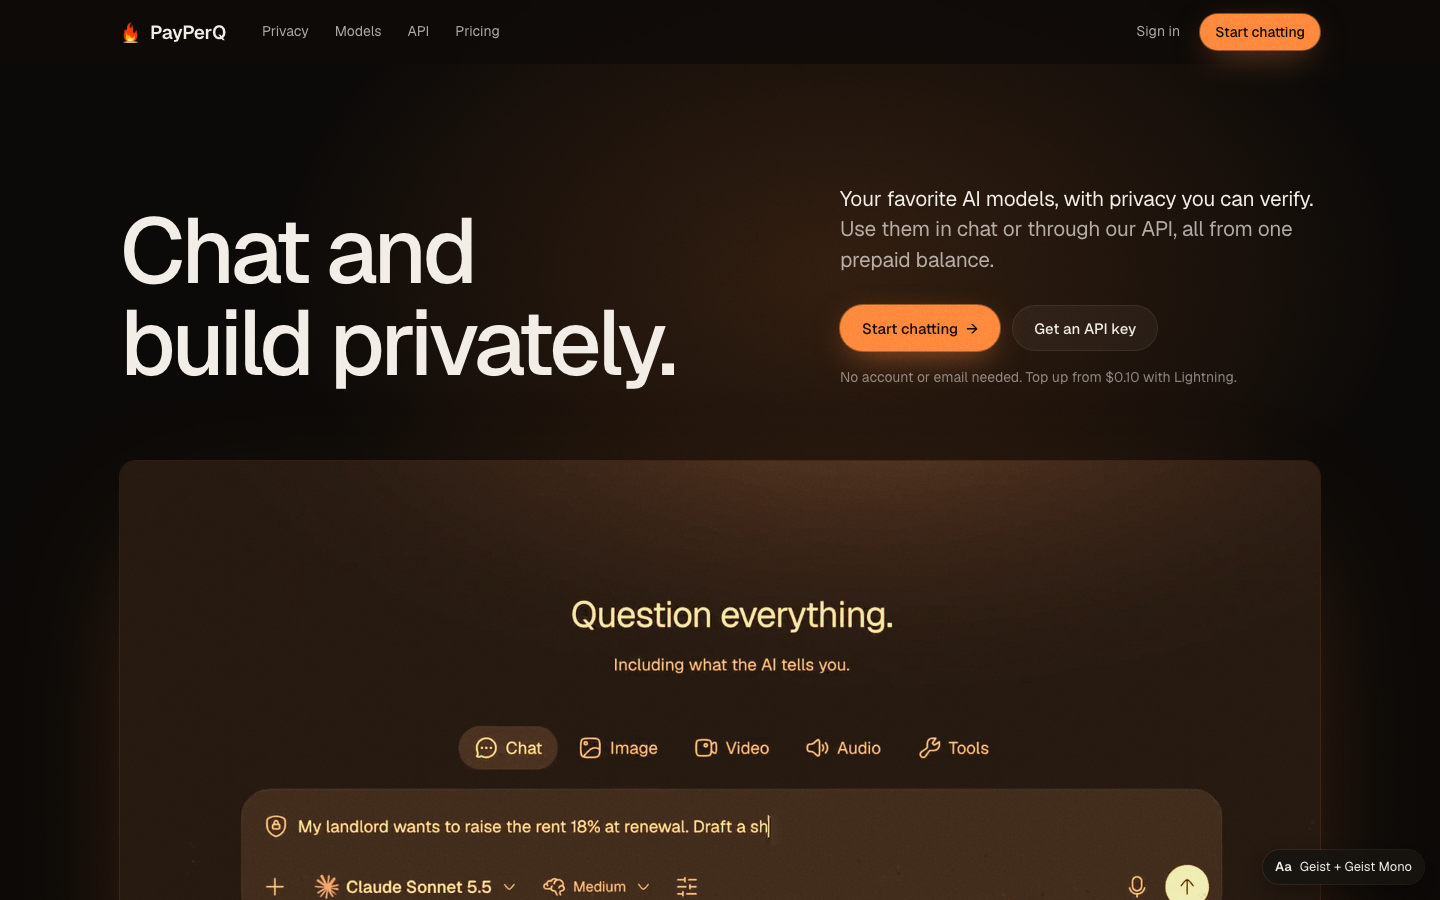 PayPerQ
Privacy
Models
API
Pricing
Sign in
Start chatting
Chat and
build privately.
Your favorite AI models, with privacy you can verify.
Use them in chat or through our API, all from one
prepaid balance.
Start chatting →
Get an API key
No account or email needed. Top up from $0.10 with Lightning.
Question everything.
Including what the AI tells you.
Chat
Image
Video
Audio
Tools
My landlord wants to raise the rent 18% at renewal. Draft a sh
Claude Sonnet 5.5
Medium
Aa Geist + Geist Mono